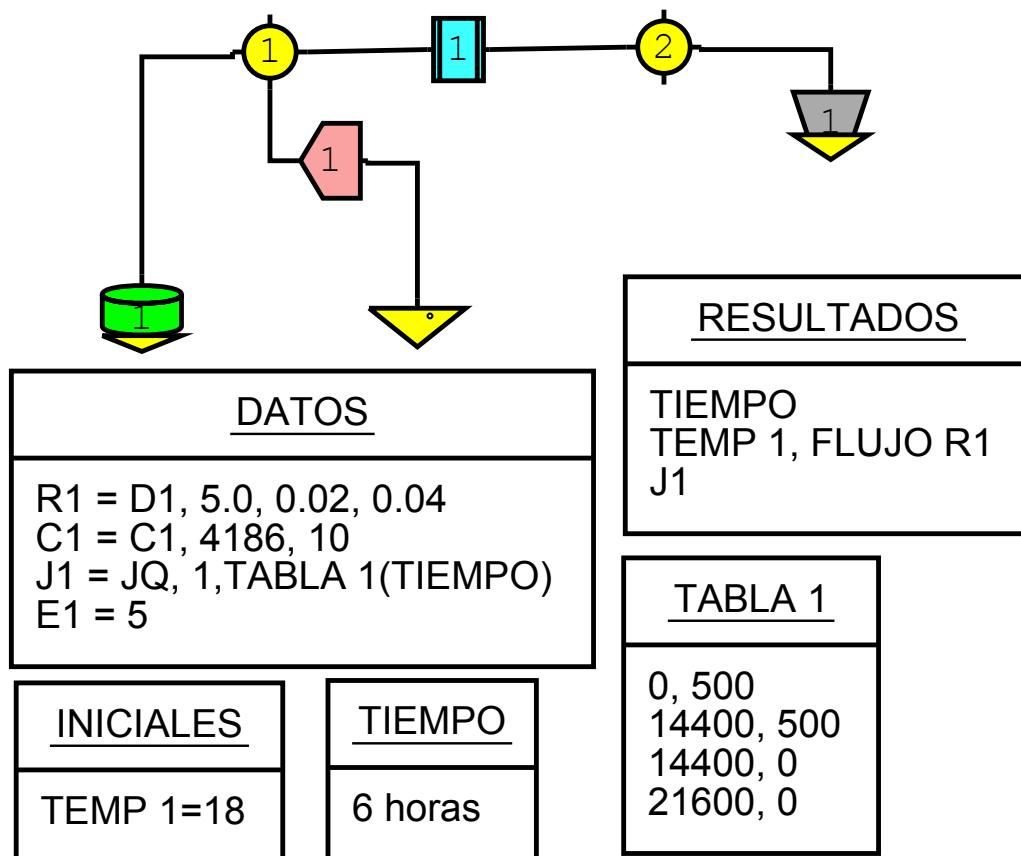 1
1
2
1
1
1
RESULTADOS
TIEMPO
TEMP 1, FLUJO R1
J1
DATOS
R1 = D1, 5.0, 0.02, 0.04
C1 = C1, 4186, 10
J1 = JQ, 1,TABLA 1(TIEMPO)
E1 = 5
TABLA 1
0, 500
14400, 500
14400, 0
21600, 0
INICIALES
TEMP 1=18
TIEMPO
6 horas